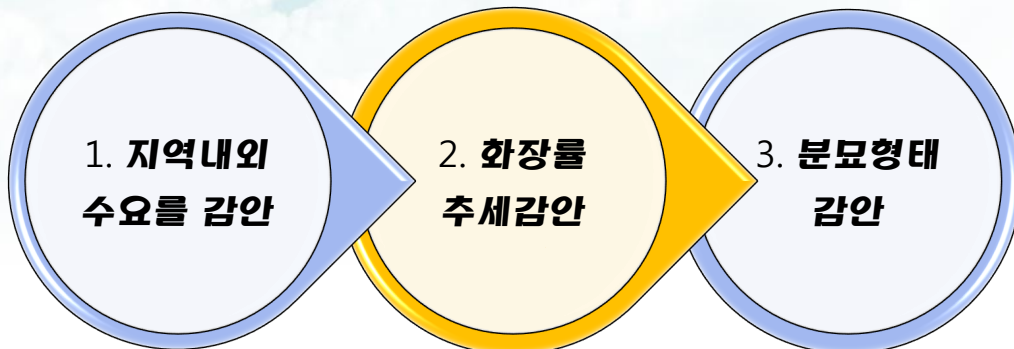 1. 지역내외
수요를 감안
2. 화장률
추세감안
3. 분묘형태
감안